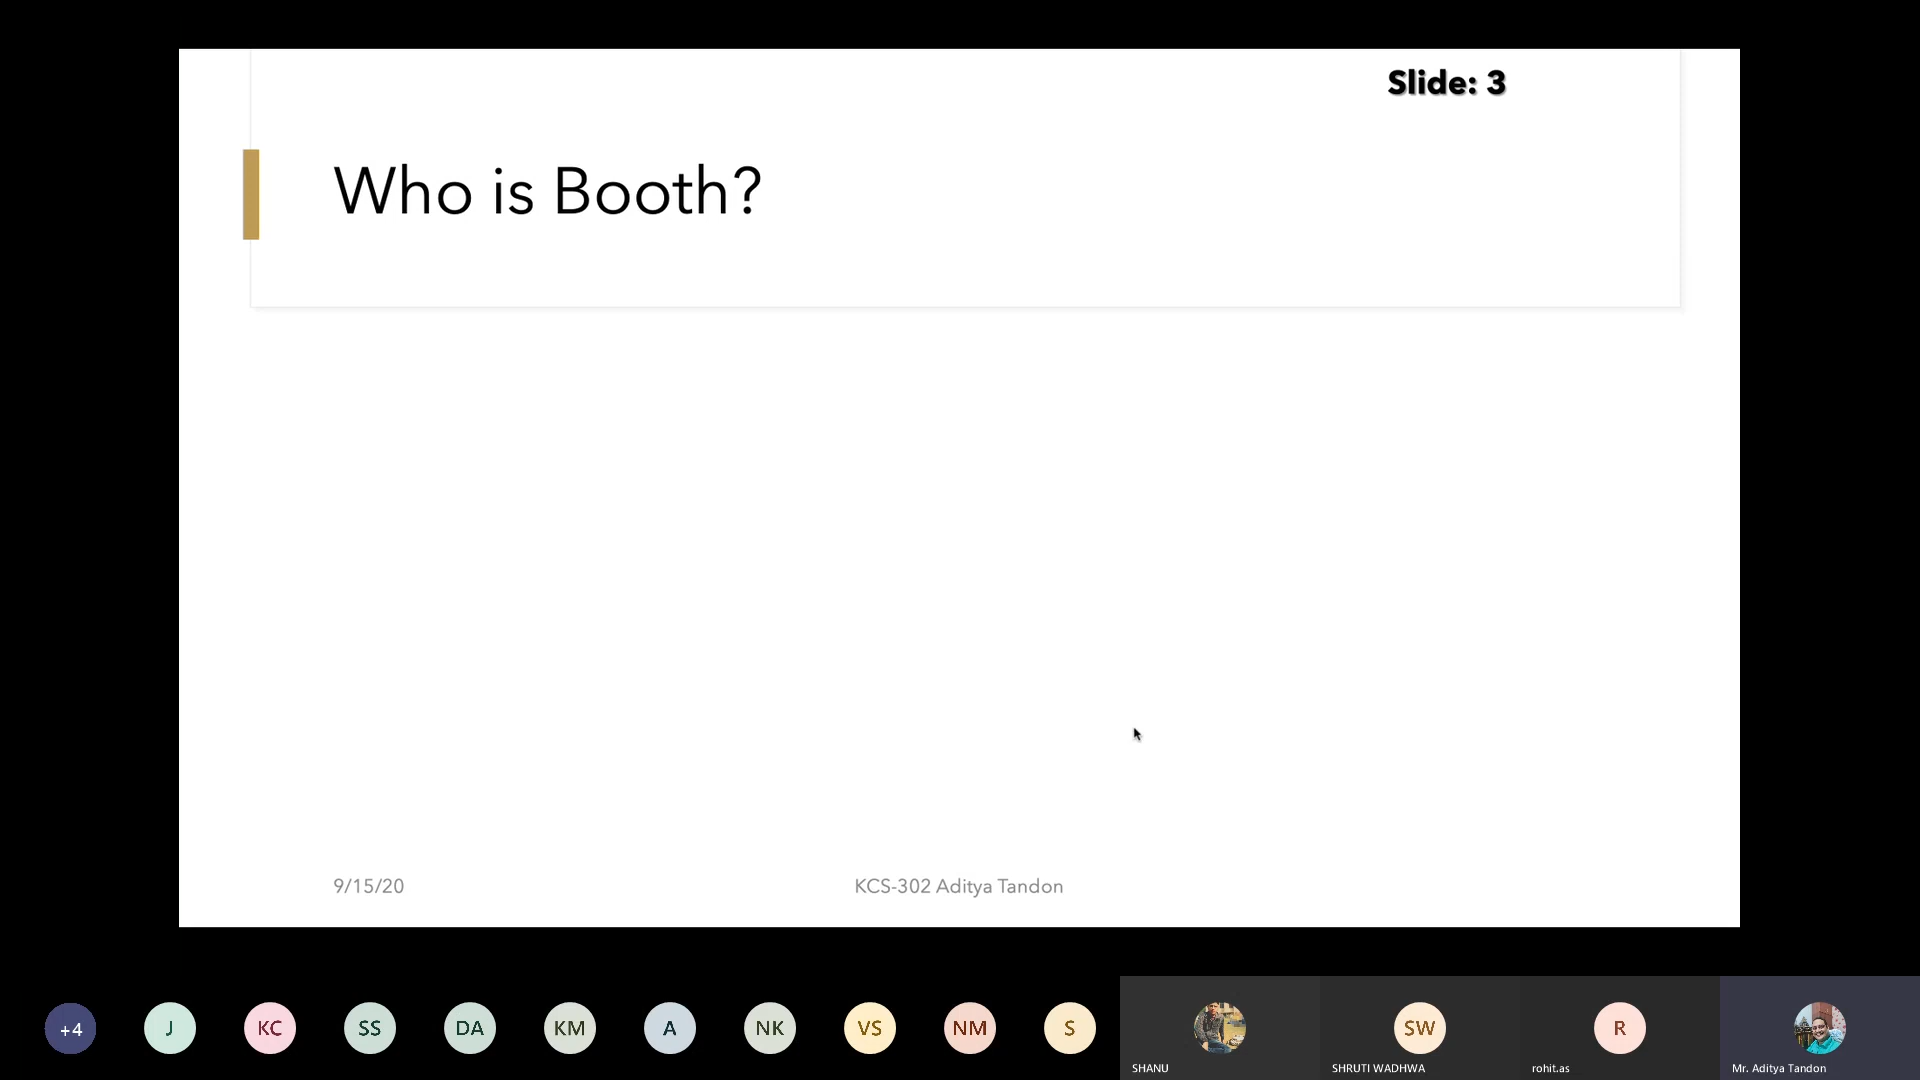 Slide: 3
Who is Booth?
9/15/20
KCS-302 Aditya Tandon
+4
J
KC
SS
DA
KM
A
NK
VS
NM
S
SW
R
SHANU
SHRUTI WADHWA
rohit.as
Mr. Aditya Tandon